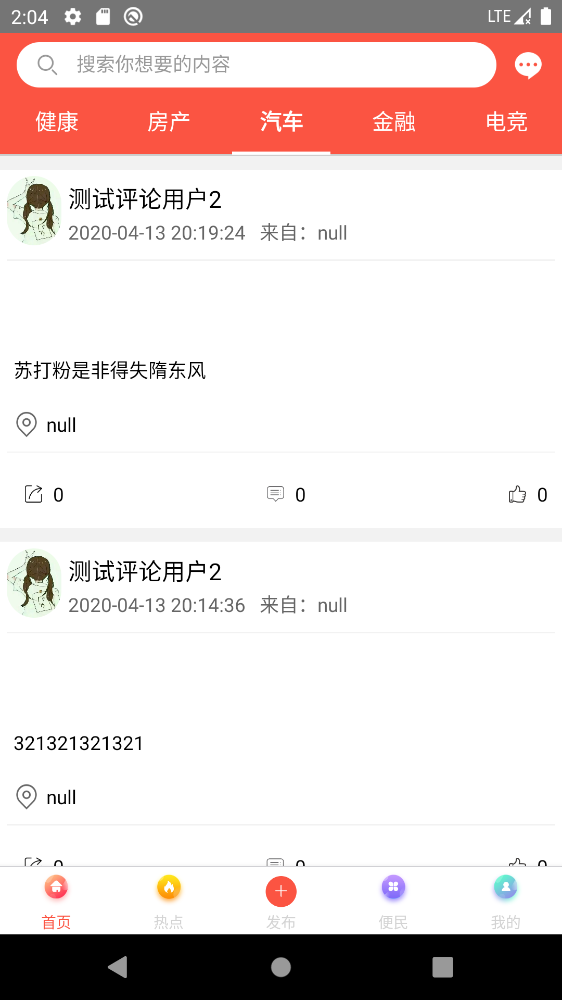 2:04 LTE
搜索你想要的内容
健康 房产 汽车 金融 电竞
测试评论用户2
2020-04-13 20:19:24 来自：null
苏打粉是非得失隋东风
null
0 0 0
测试评论用户2
2020-04-13 20:14:36 来自：null
321321321321
null
0 0 0
首页 热点 发布 便民 我的